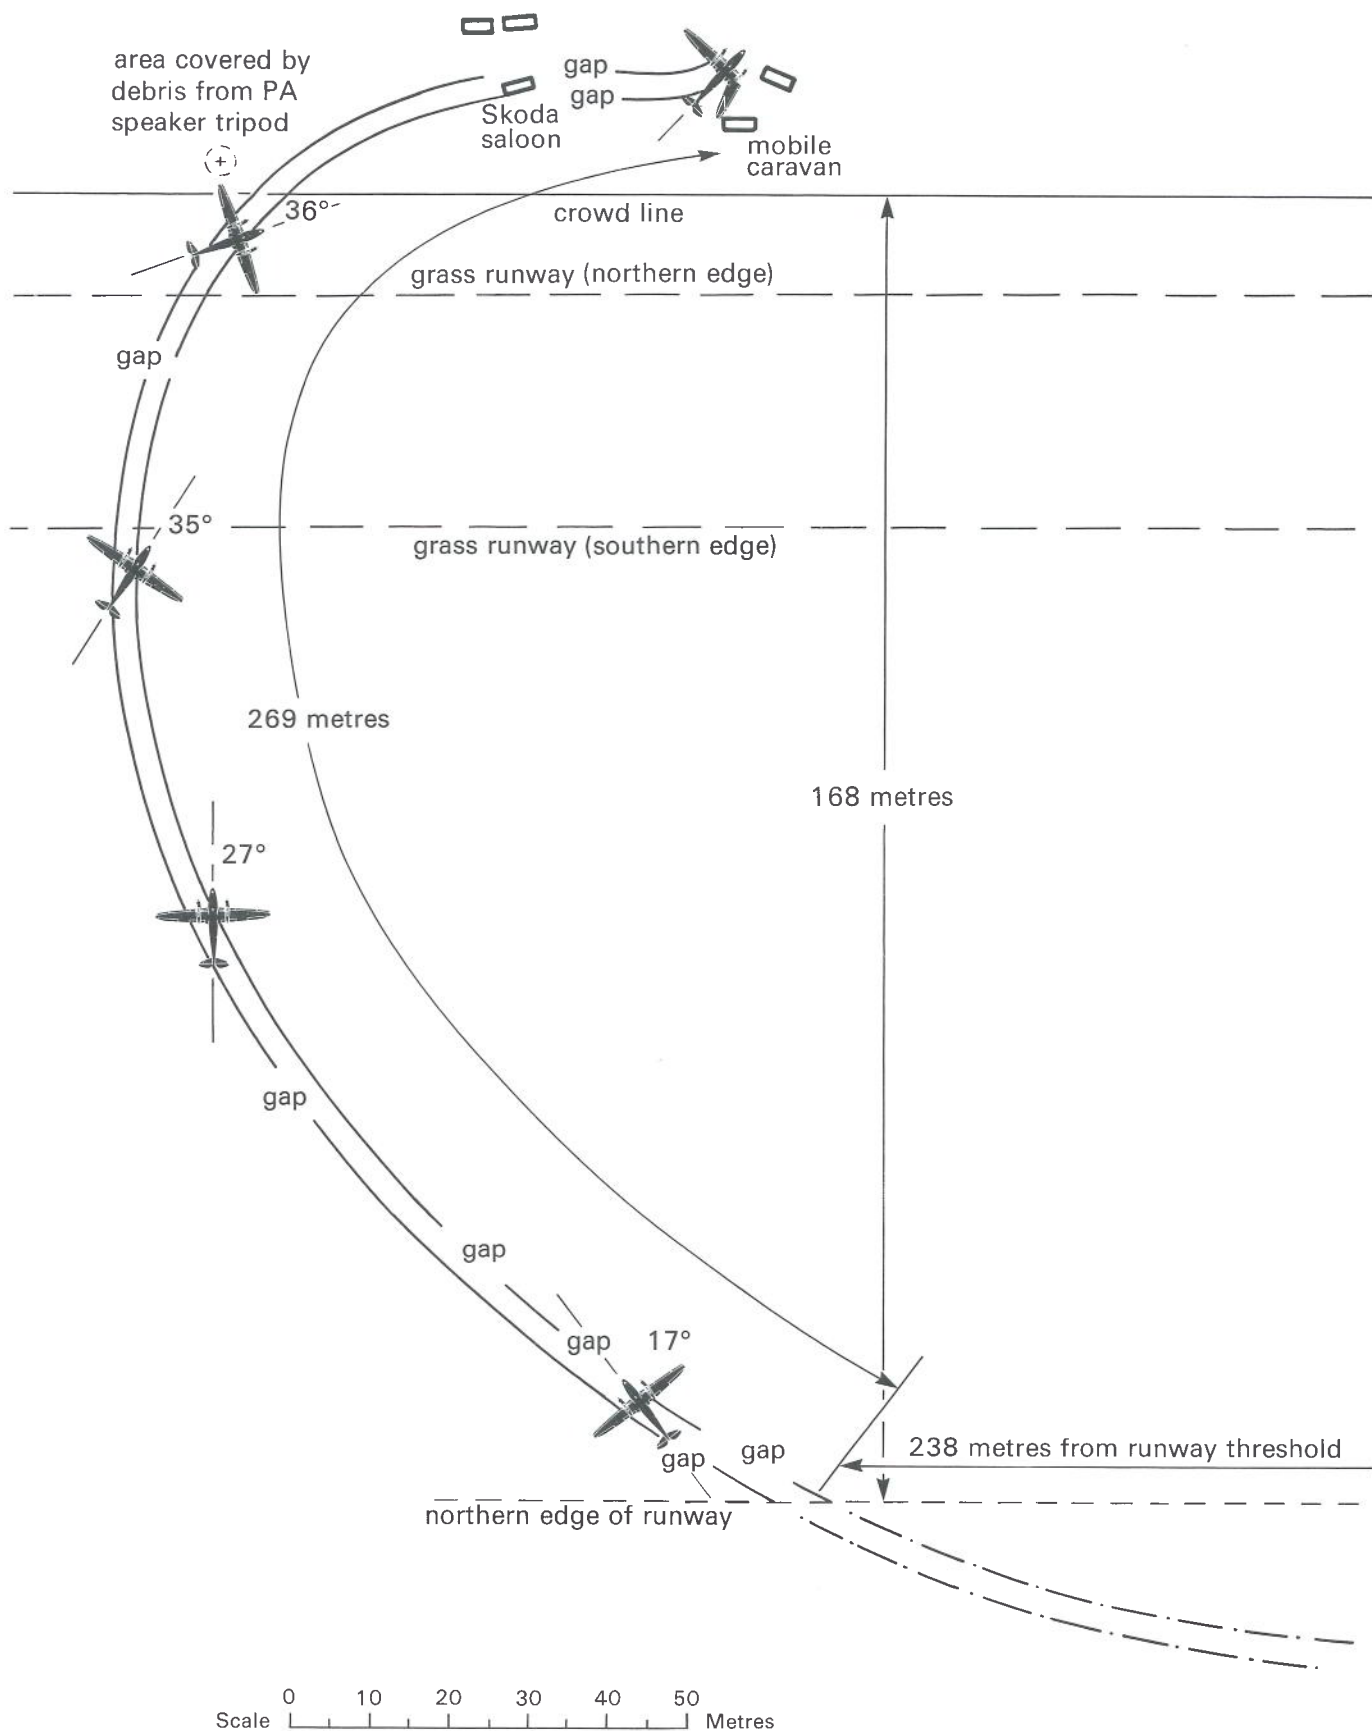 area covered by
debris from PA
speaker tripod
gap
gap
Skoda
saloon
mobile
caravan
36°
crowd line
grass runway (northern edge)
gap
35°
grass runway (southern edge)
269 metres
168 metres
27°
gap
gap
gap
17°
gap
gap
238 metres from runway threshold
northern edge of runway
0 10 20 30 40 50
Scale Metres